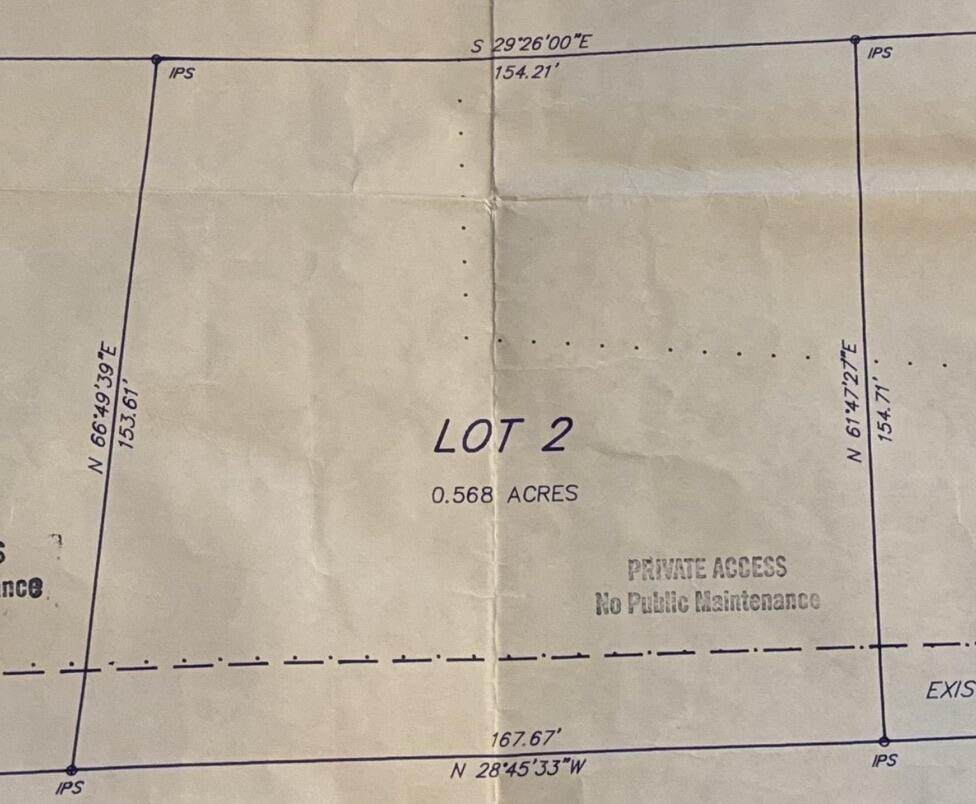 S 29°26'00"E
154.21'
IPS
IPS
N 66°49'39"E
153.61'
N 61°47'27"E
154.71'
LOT 2
0.568 ACRES
PRIVATE ACCESS
No Public Maintenance
EXIS
167.67'
N 28°45'33"W
IPS
IPS